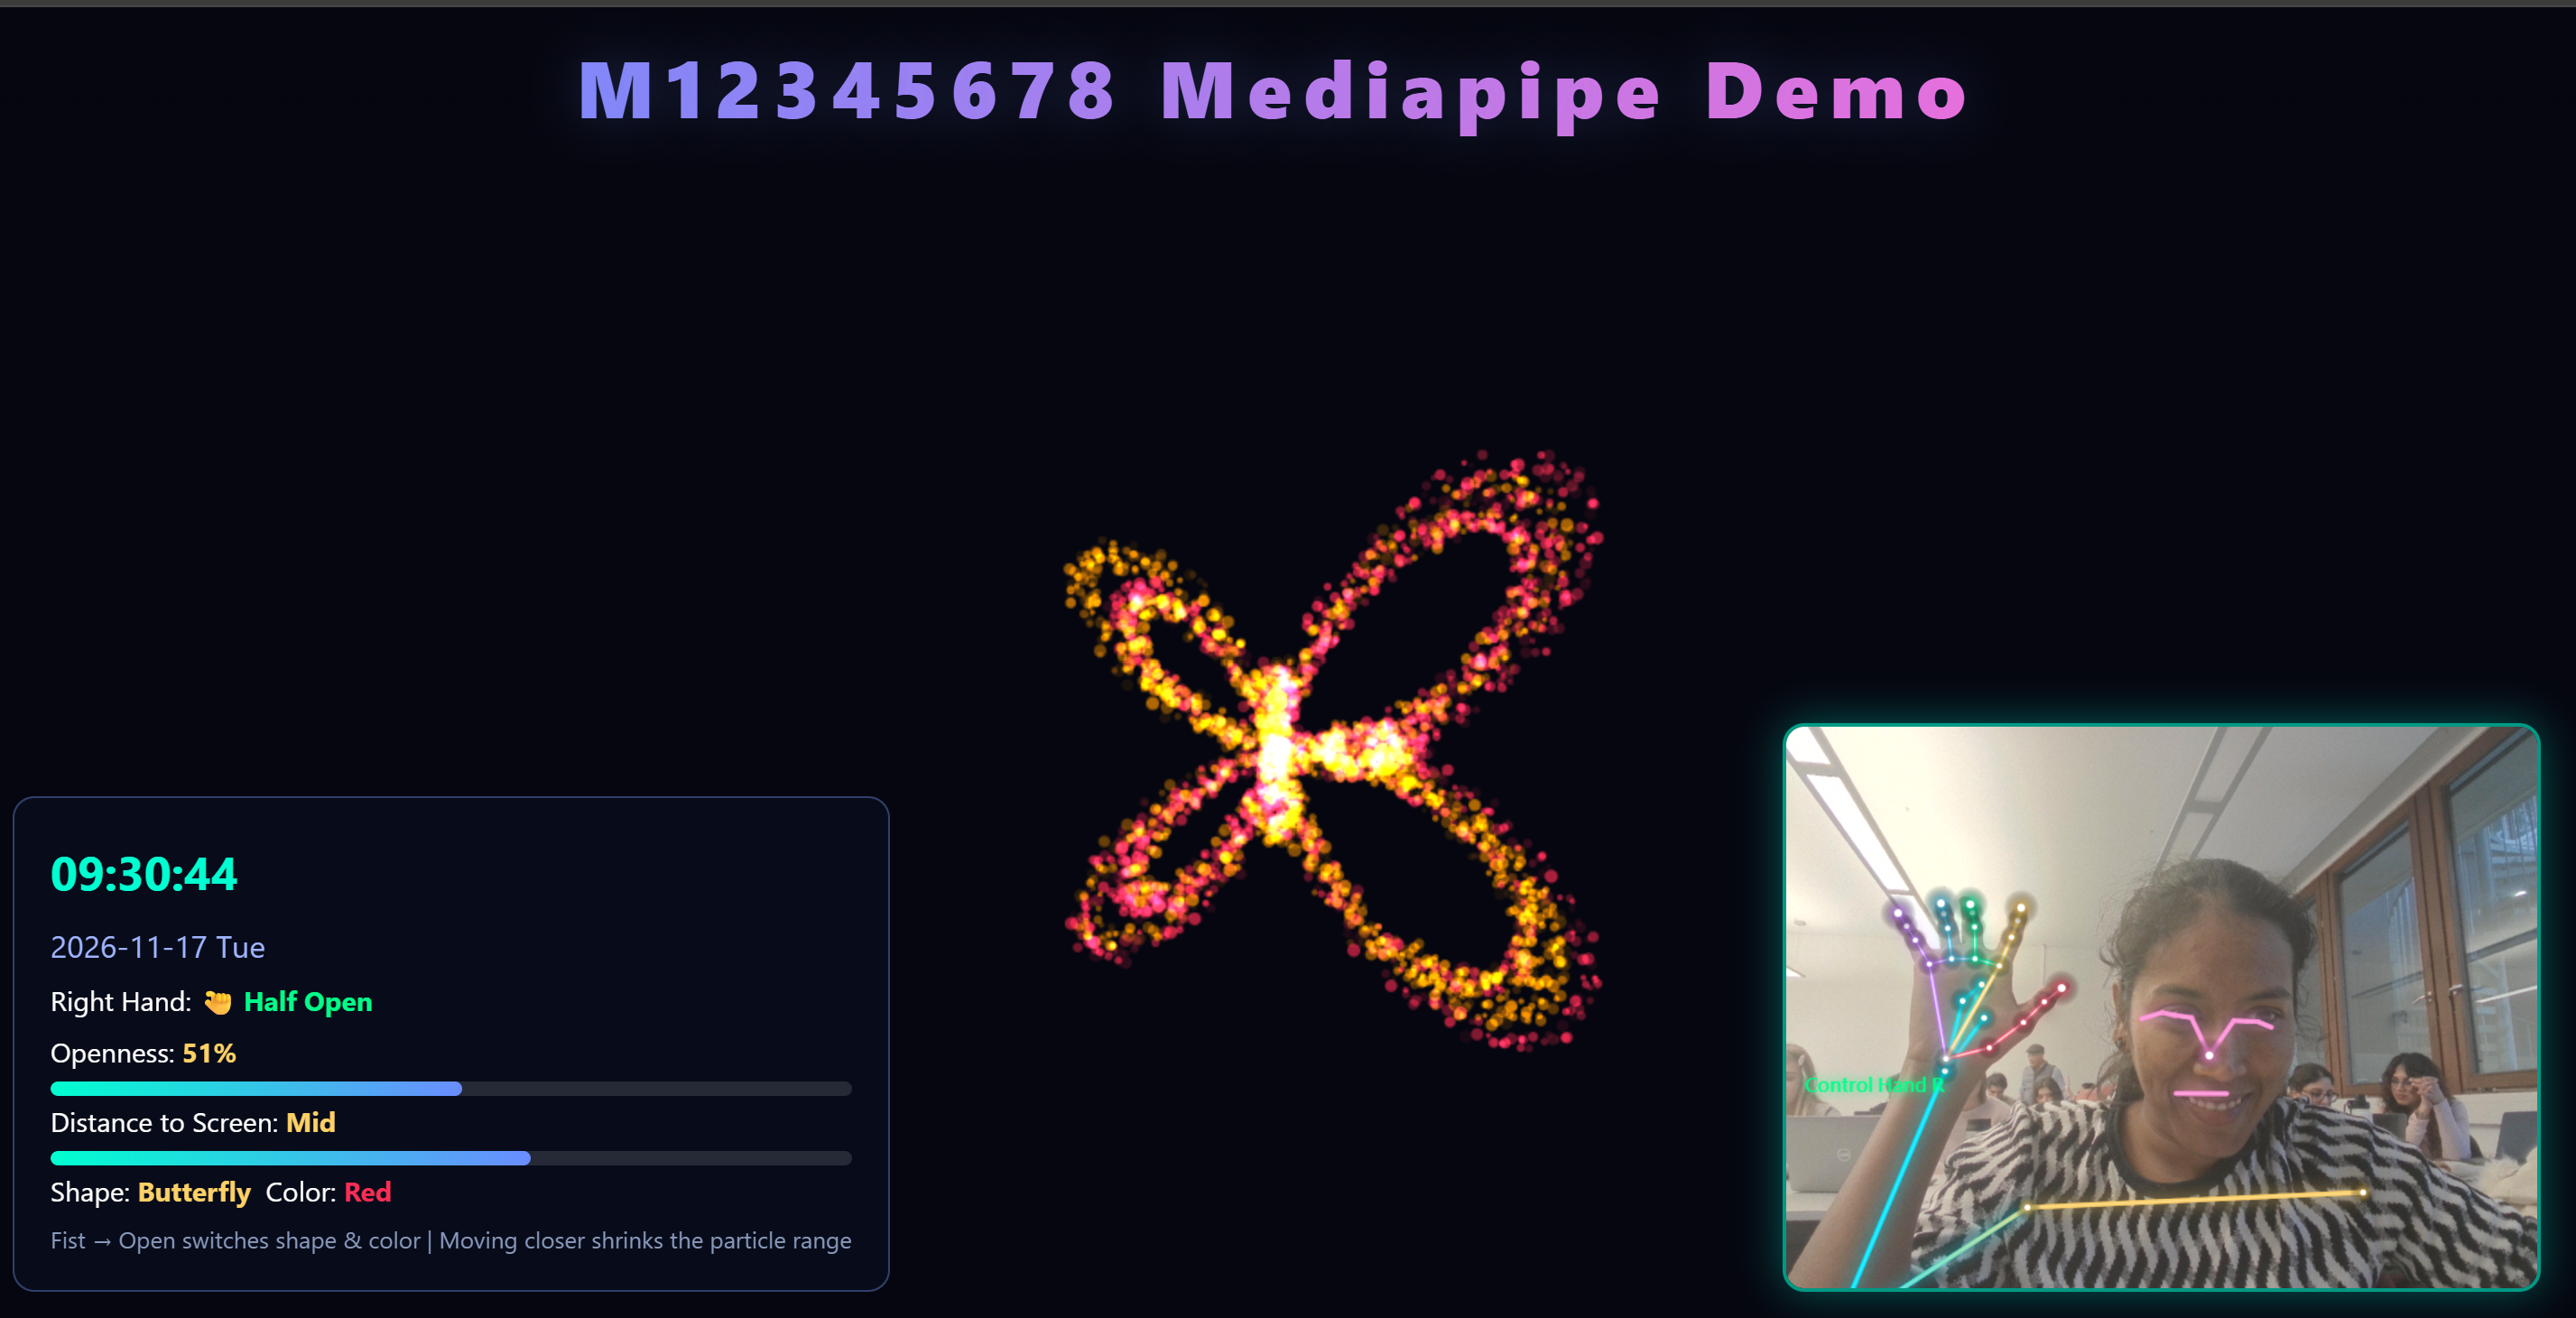 M12345678 Mediapipe Demo
09:30:44
2026-11-17 Tue
Right Hand: 🤏 Half Open
Openness: 51%
Distance to Screen: Mid
Shape: Butterfly Color: Red
Fist → Open switches shape & color | Moving closer shrinks the particle range
Control Hand R